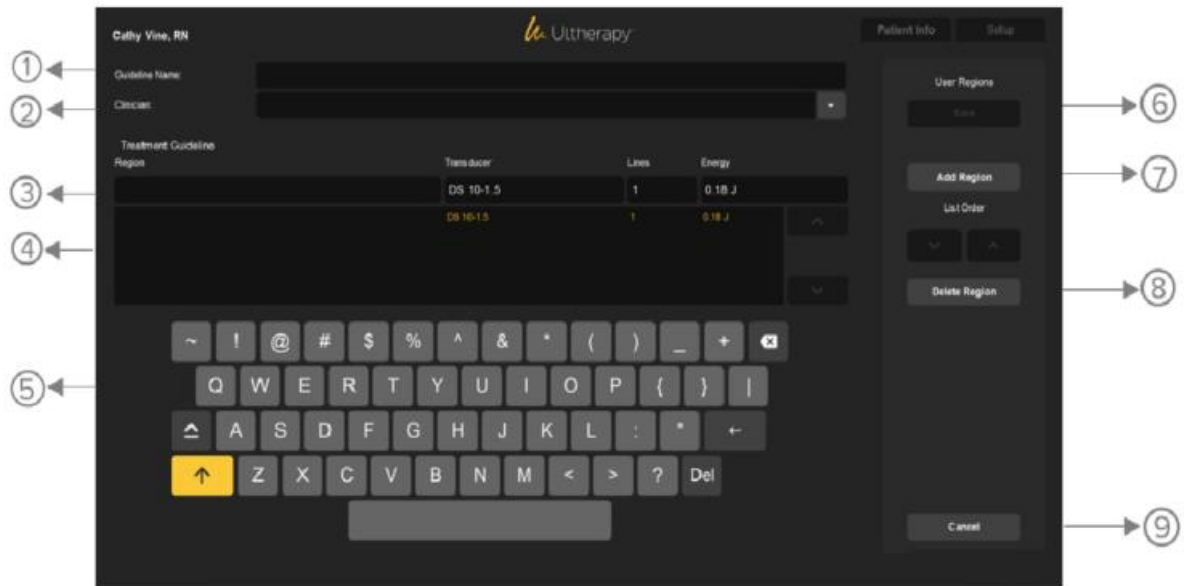 Cathy Vine, RN
Ultherapy
Patient Info
Setup
① Guideline Name:
② Clinician:
User Regions
Save ⑥
Treatment Guideline
Region Transducer Lines Energy
③ DS 10-1.5 1 0.18 J
Add Region ⑦
④ DS 10-1.5 1 0.18 J
List Order
Delete Region ⑧
~ ! @ # $ % ^ & * ( ) _ +
⑤ Q W E R T Y U I O P { } |
A S D F G H J K L : " ←
↑ Z X C V B N M < > ? Del
Cancel ⑨